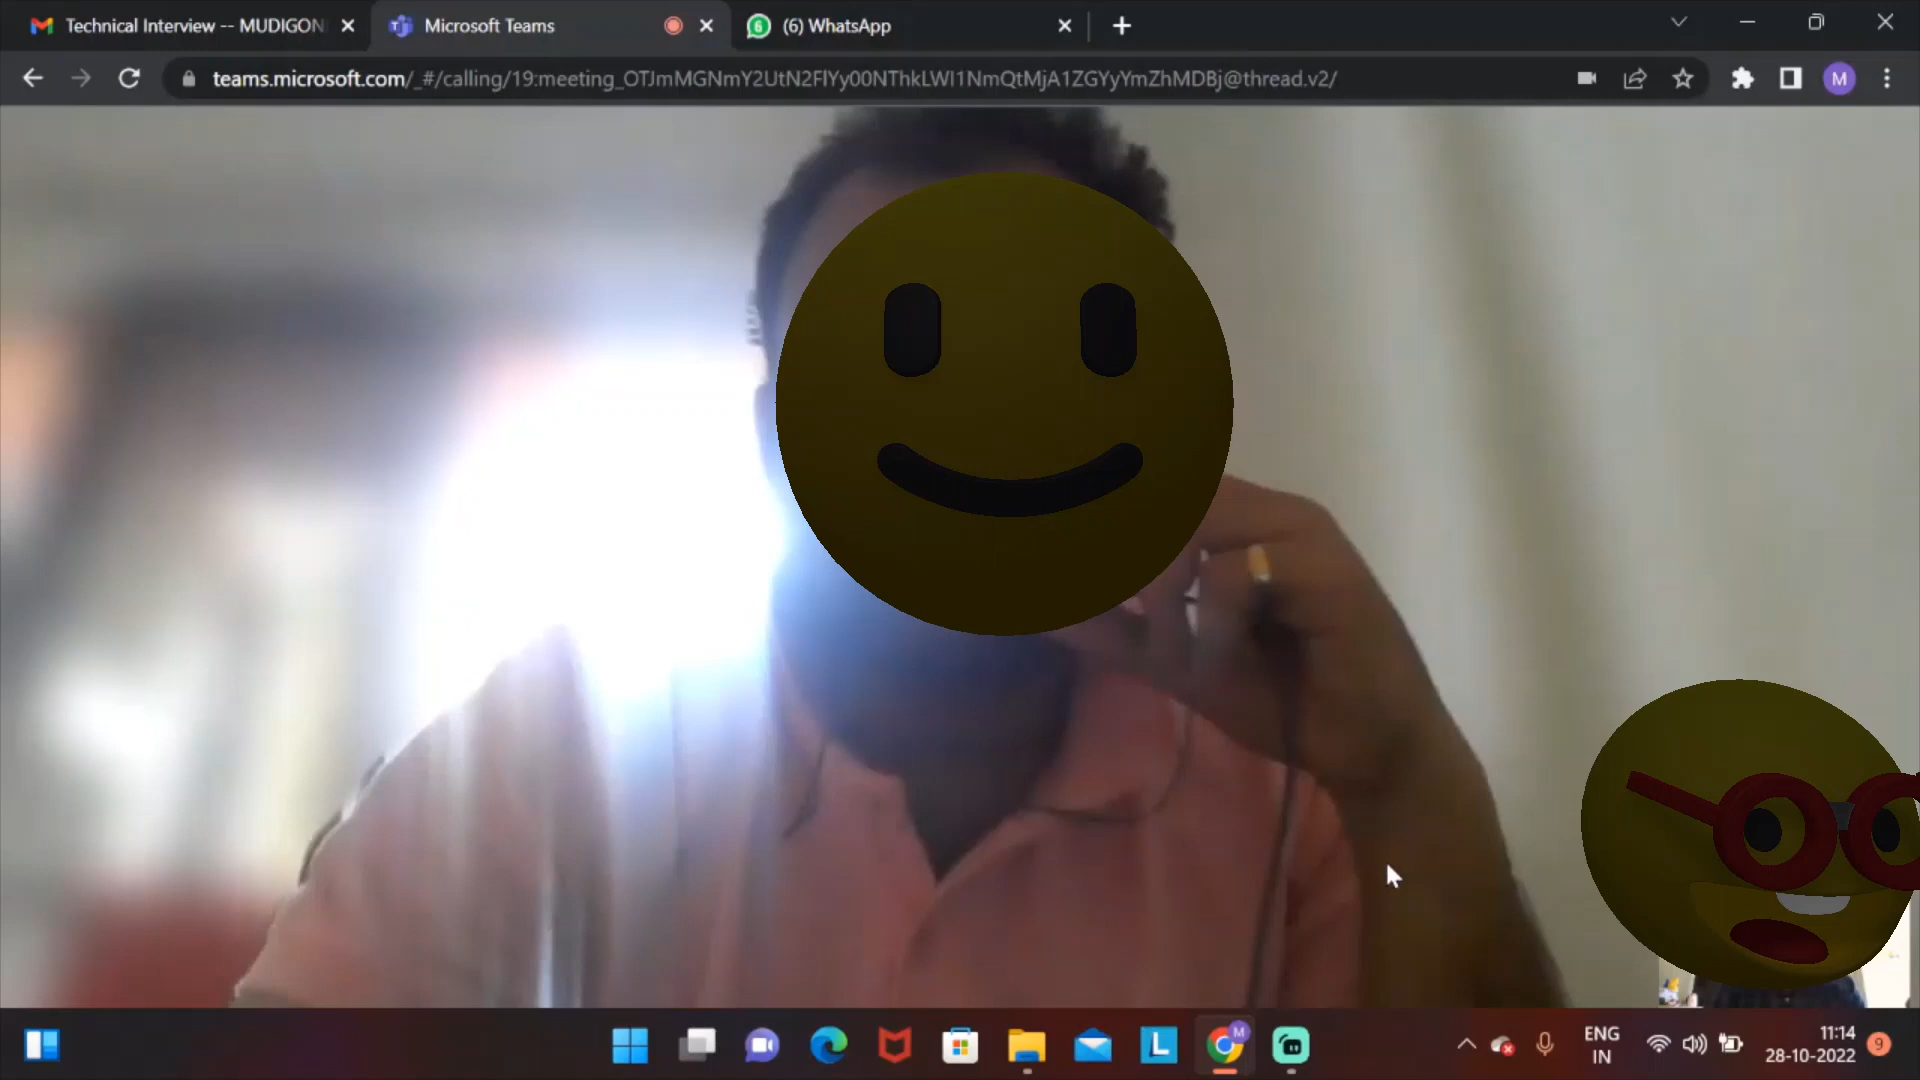 Technical Interview -- MUDIGON
Microsoft Teams
6
(6) WhatsApp
teams.microsoft.com/_#/calling/19:meeting_OTJmMGNmY2UtN2FlYy00NThkLWI1NmQtMjA1ZGYyYmZhMDBj@thread.v2/
M
L
M
ENG
IN
11:14
28-10-2022
9